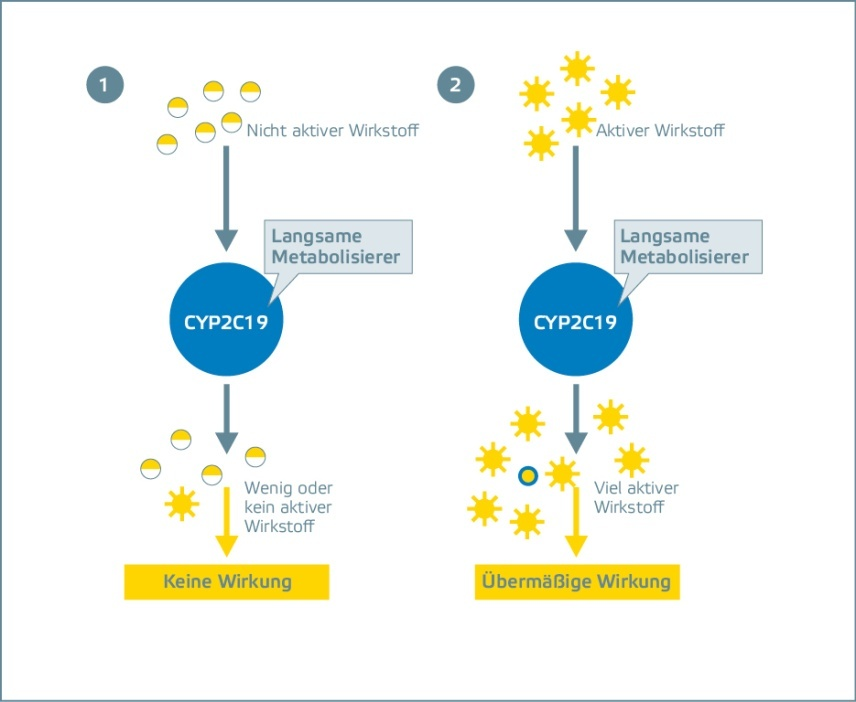 1
Nicht aktiver Wirkstoff
Langsame
Metabolisierer
CYP2C19
Wenig oder
kein aktiver
Wirkstoff
Keine Wirkung
2
Aktiver Wirkstoff
Langsame
Metabolisierer
CYP2C19
Viel aktiver
Wirkstoff
Übermäßige Wirkung